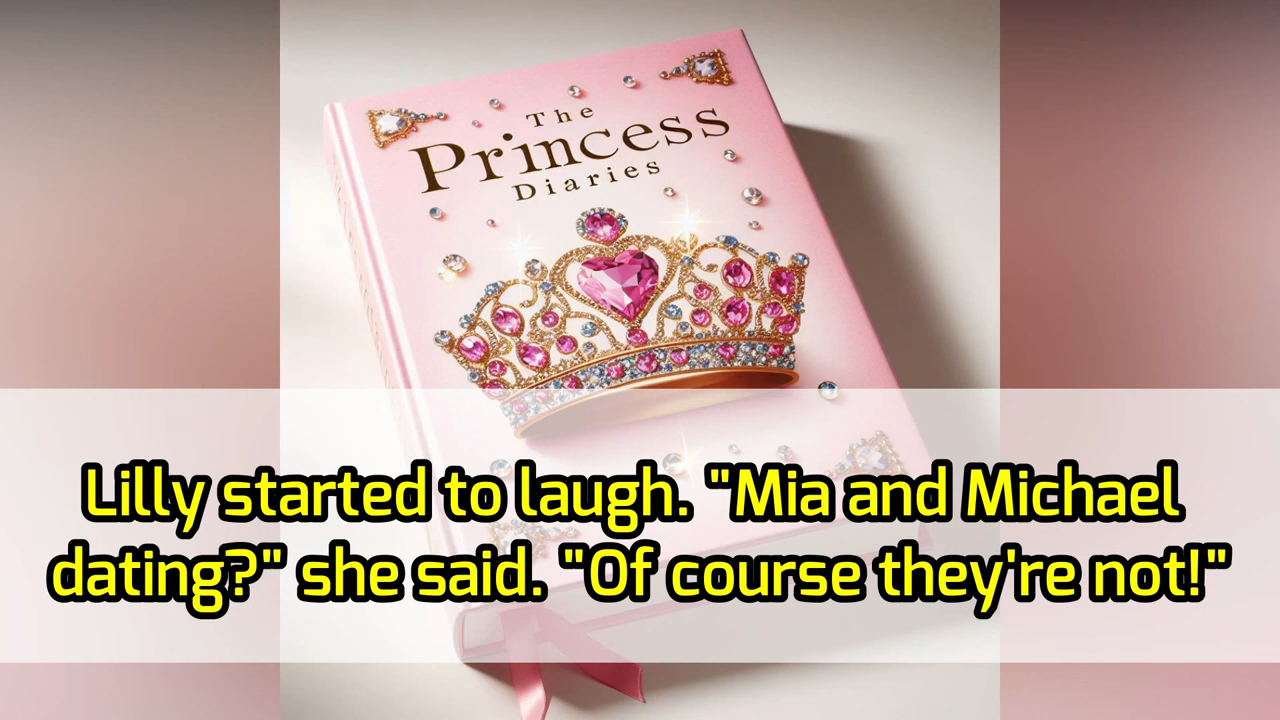 The
Princess
Diaries
Lilly started to laugh. "Mia and Michael
dating?" she said. "Of course they're not!"